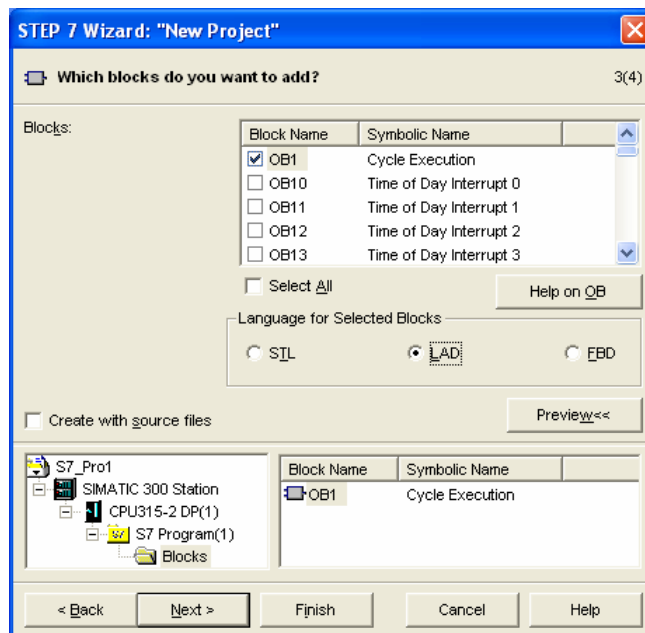 STEP 7 Wizard: "New Project"
Which blocks do you want to add? 3(4)
Blocks:
Block Name Symbolic Name
OB1 Cycle Execution
OB10 Time of Day Interrupt 0
OB11 Time of Day Interrupt 1
OB12 Time of Day Interrupt 2
OB13 Time of Day Interrupt 3
Select All
Help on OB
Language for Selected Blocks
STL LAD FBD
Create with source files
Preview<<
S7_Pro1
SIMATIC 300 Station
CPU315-2 DP(1)
S7 Program(1)
Blocks
Block Name Symbolic Name
OB1 Cycle Execution
< Back Next > Finish Cancel Help